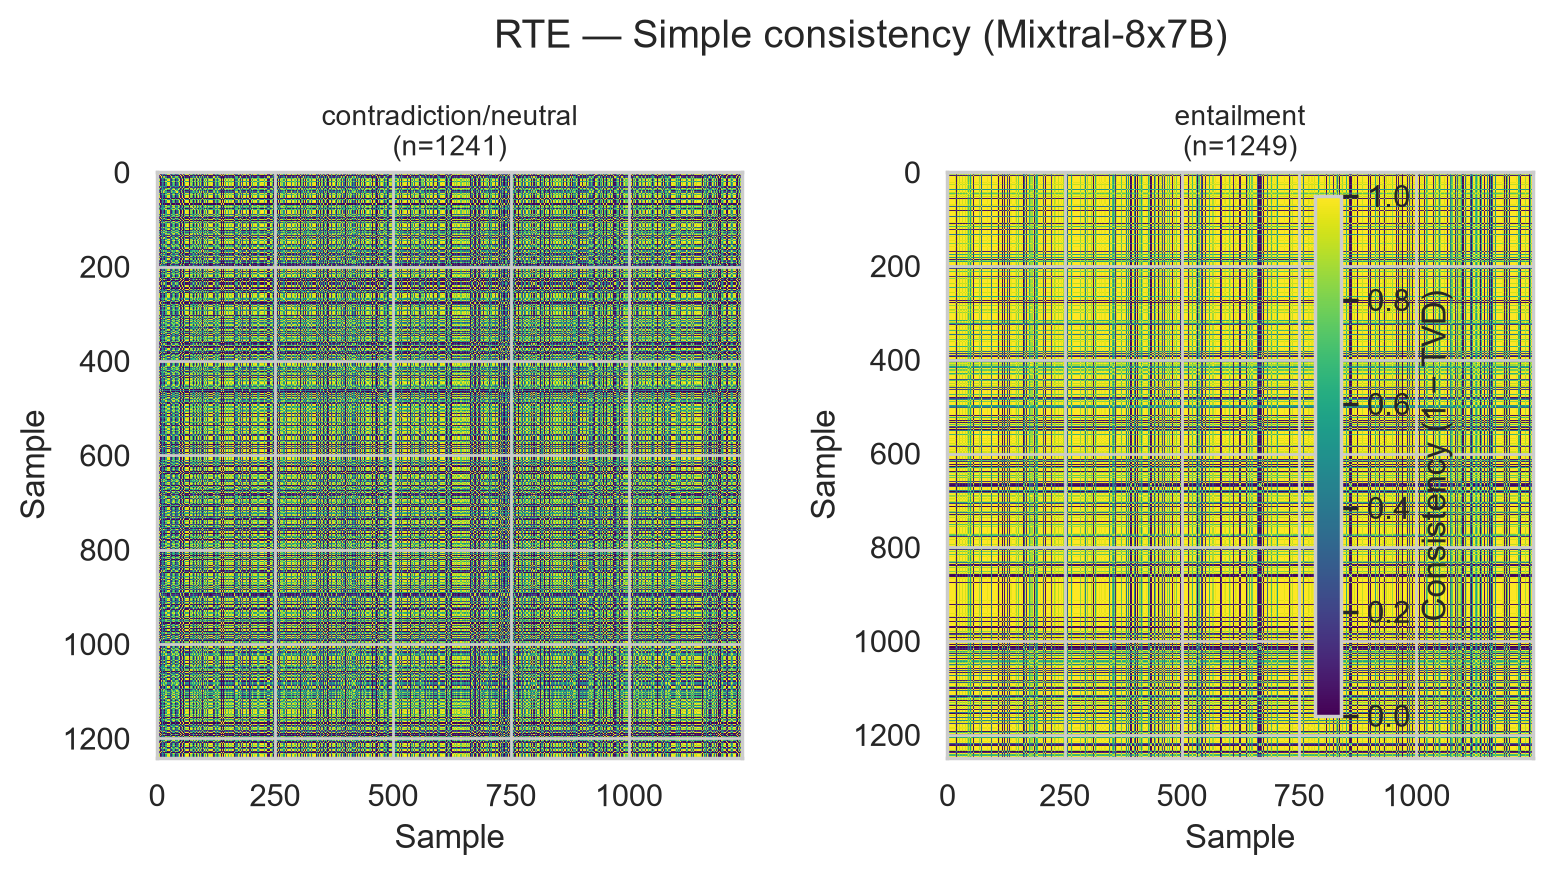 RTE — Simple consistency (Mixtral-8x7B)
contradiction/neutral
(n=1241)
0
200
400
600
800
1000
1200
Sample
0 250 500 750 1000
Sample
entailment
(n=1249)
0
200
400
600
800
1000
1200
Sample
0 250 500 750 1000
Sample
1.0
0.8
0.6
0.4
0.2
0.0
Consistency (1 − TVD)